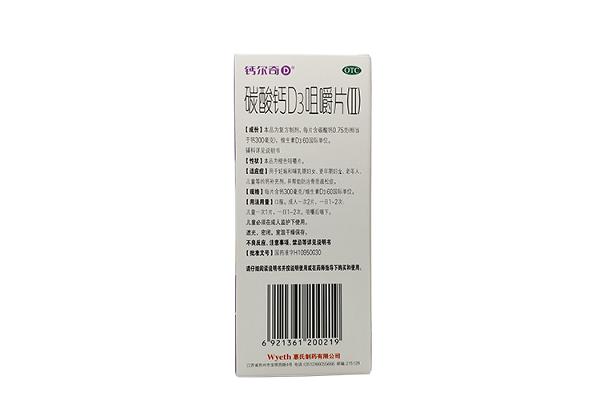 钙尔奇D®
OTC
碳酸钙D3咀嚼片(Ⅲ)
【成份】本品为复方制剂，每片含碳酸钙0.75克(相当
于钙300毫克)，维生素D3 60国际单位。
辅料详见说明书
【性状】本品为橙色咀嚼片。
【适应症】用于妊娠和哺乳期妇女、更年期妇女、老年人、
儿童等的钙补充剂，并帮助防治骨质疏松症。
【规格】每片含钙300毫克/维生素D3 60国际单位。
【用法用量】口服。成人一次2片，一日1-2次；
儿童一次1片，一日1-2次。咀嚼后咽下。
儿童必须在成人监护下使用。
遮光，密闭，室温干燥保存。
不良反应、注意事项、禁忌等详见说明书
【批准文号】国药准字H10950030
请仔细阅读说明书并按说明使用或在药师指导下购买和使用。
6 921361 200219
Wyeth 惠氏制药有限公司